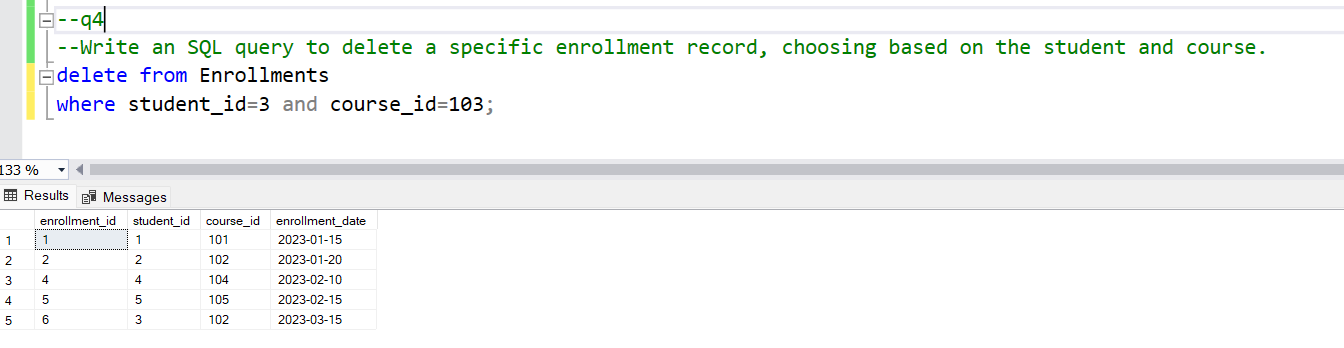 --q4
--Write an SQL query to delete a specific enrollment record, choosing based on the student and course.
delete from Enrollments
where student_id=3 and course_id=103;
133 %
Results Messages
enrollment_id student_id course_id enrollment_date
1 1 1 101 2023-01-15
2 2 2 102 2023-01-20
3 4 4 104 2023-02-10
4 5 5 105 2023-02-15
5 6 3 102 2023-03-15